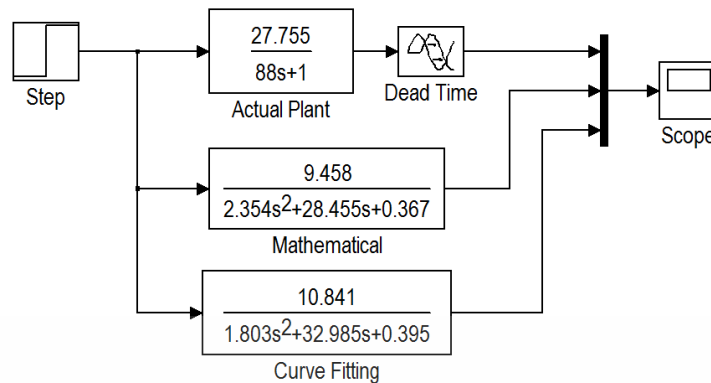 27.755
88s+1
Step
Actual Plant
Dead Time
Scope
9.458
2.354s²+28.455s+0.367
Mathematical
10.841
1.803s²+32.985s+0.395
Curve Fitting